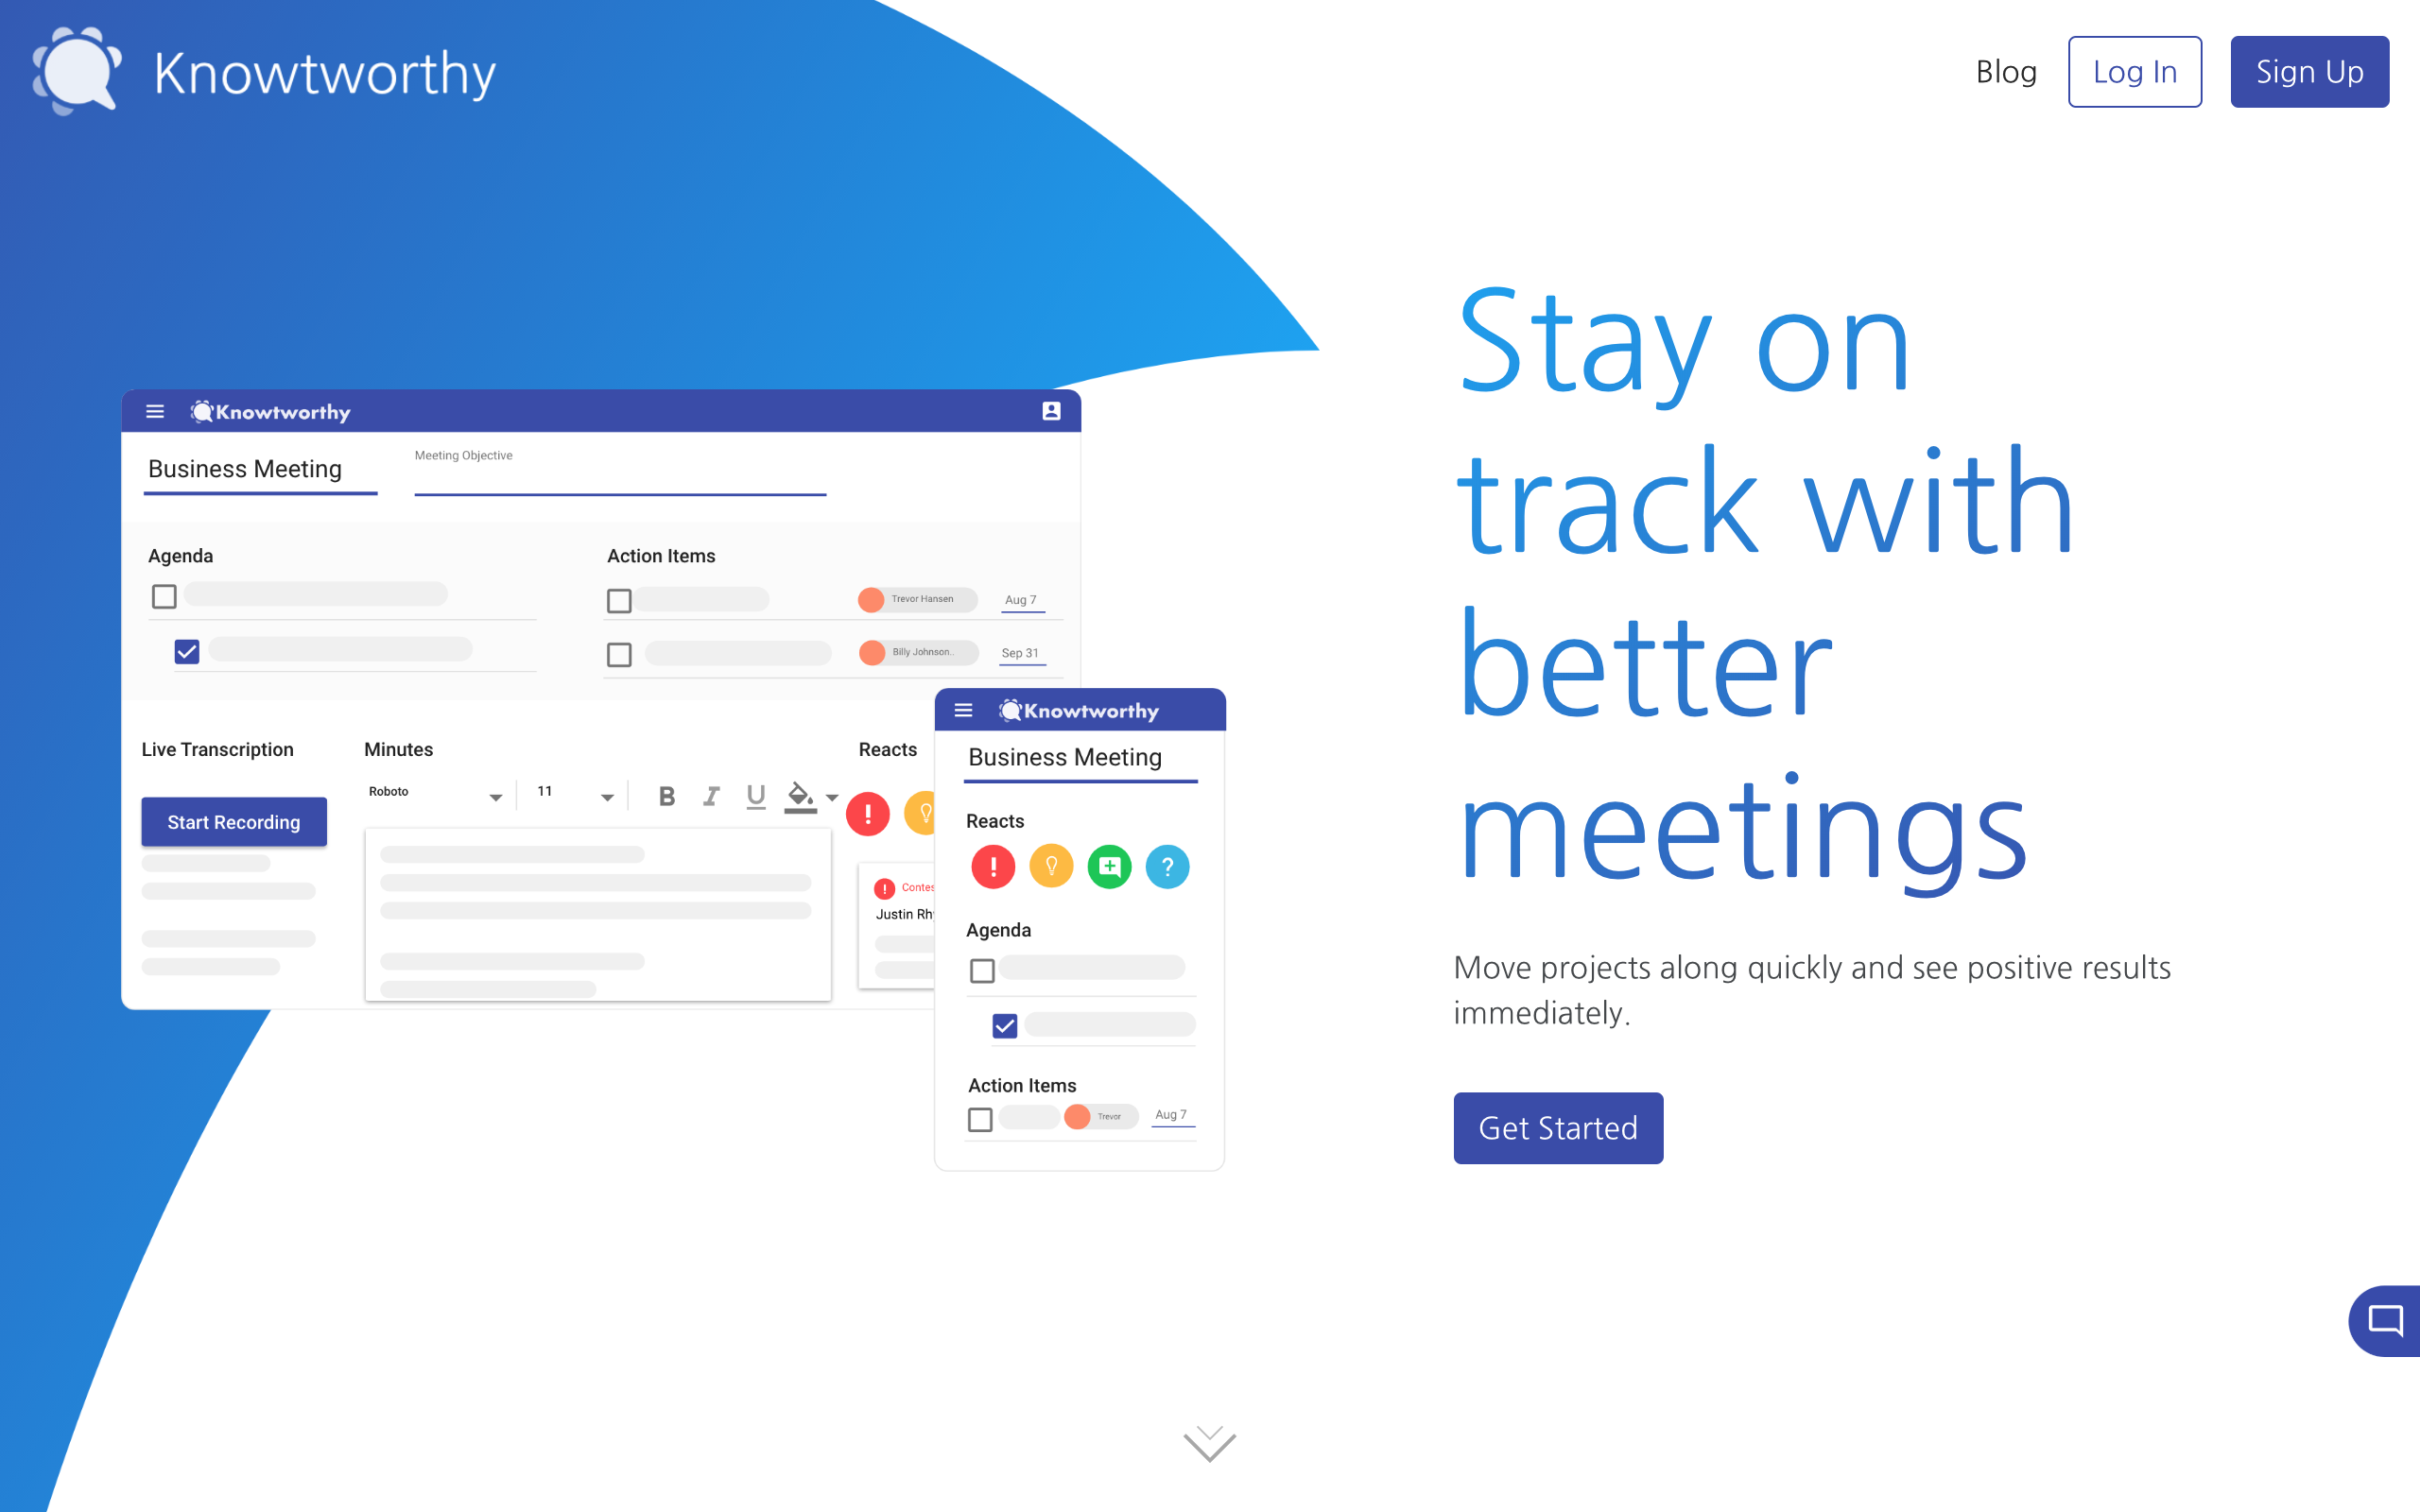 Knowtworthy
Blog
Log In
Sign Up
Stay on
track with
better
meetings
Move projects along quickly and see positive results
immediately.
Get Started
Knowtworthy
Business Meeting
Meeting Objective
Agenda
Action Items
Trevor Hansen
Aug 7
Billy Johnson..
Sep 31
Live Transcription
Minutes
Reacts
Roboto
11
B I U
Start Recording
Contes
Justin Rh
Knowtworthy
Business Meeting
Reacts
Agenda
Action Items
Trevor
Aug 7